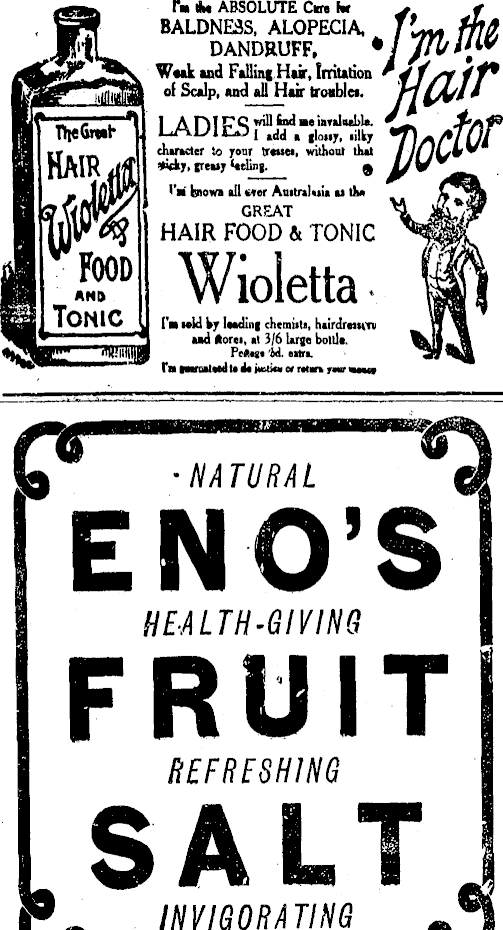 I'm the ABSOLUTE Cure for
BALDNESS, ALOPECIA,
DANDRUFF,
Weak and Falling Hair, Irritation
of Scalp, and all Hair troubles.
LADIES will find me invaluable.
I add a glossy, silky
character to your tresses, without that
sticky, greasy feeling.
I'm known all over Australasia as the
GREAT
HAIR FOOD & TONIC
Wioletta
I'm sold by leading chemists, hairdressers
and stores, at 3/6 large bottle.
Postage 6d. extra.
I'm guaranteed to do justice or return your money
The Great
HAIR
Wioletta
FOOD
AND
TONIC
I'm the
Hair
Doctor
NATURAL
ENO'S
HEALTH-GIVING
FRUIT
REFRESHING
SALT
INVIGORATING